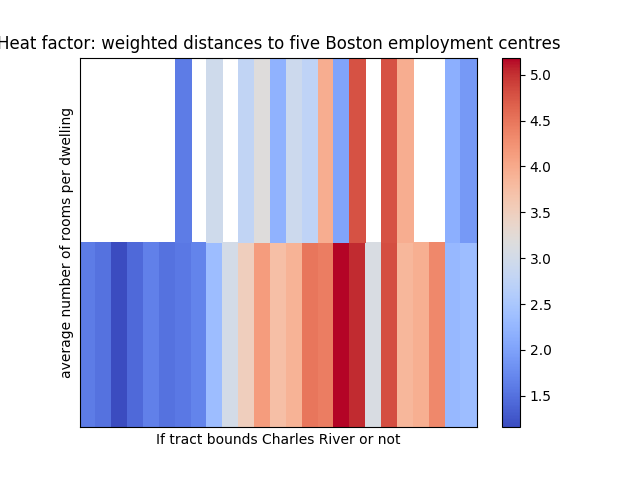 Heat factor: weighted distances to five Boston employment centres
average number of rooms per dwelling
If tract bounds Charles River or not
5.0
4.5
4.0
3.5
3.0
2.5
2.0
1.5